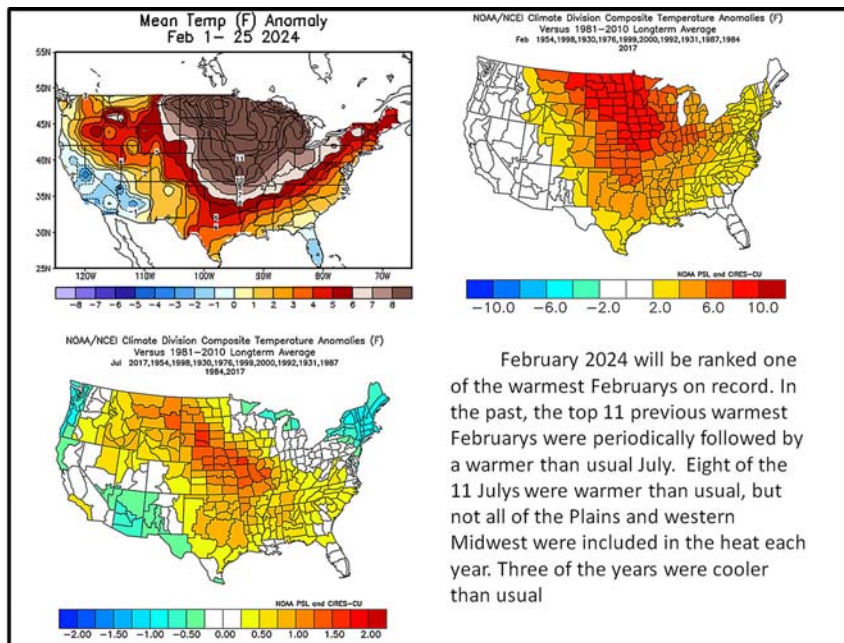 Mean Temp (F) Anomaly
Feb 1– 25 2024
55N
50N
45N
40N
35N
30N
25N
120W 110W 100W 90W 80W 70W
-8 -7 -6 -5 -4 -3 -2 -1 0 1 2 3 4 5 6 7 8
NOAA/NCEI Climate Division Composite Temperature Anomalies (F)
Versus 1981-2010 Longterm Average
Feb 1954,1998,1930,1976,1999,2000,1992,1931,1987,1984
2017
NOAA PSL and CIRES-CU
-10.0 -6.0 -2.0 2.0 6.0 10.0
NOAA/NCEI Climate Division Composite Temperature Anomalies (F)
Versus 1981-2010 Longterm Average
Jul 2017,1954,1998,1930,1976,1999,2000,1992,1931,1987
1984,2017
NOAA PSL and CIRES-CU
-2.00 -1.50 -1.00 -0.50 0.00 0.50 1.00 1.50 2.00
February 2024 will be ranked one
of the warmest Februarys on record. In
the past, the top 11 previous warmest
Februarys were periodically followed by
a warmer than usual July. Eight of the
11 Julys were warmer than usual, but
not all of the Plains and western
Midwest were included in the heat each
year. Three of the years were cooler
than usual